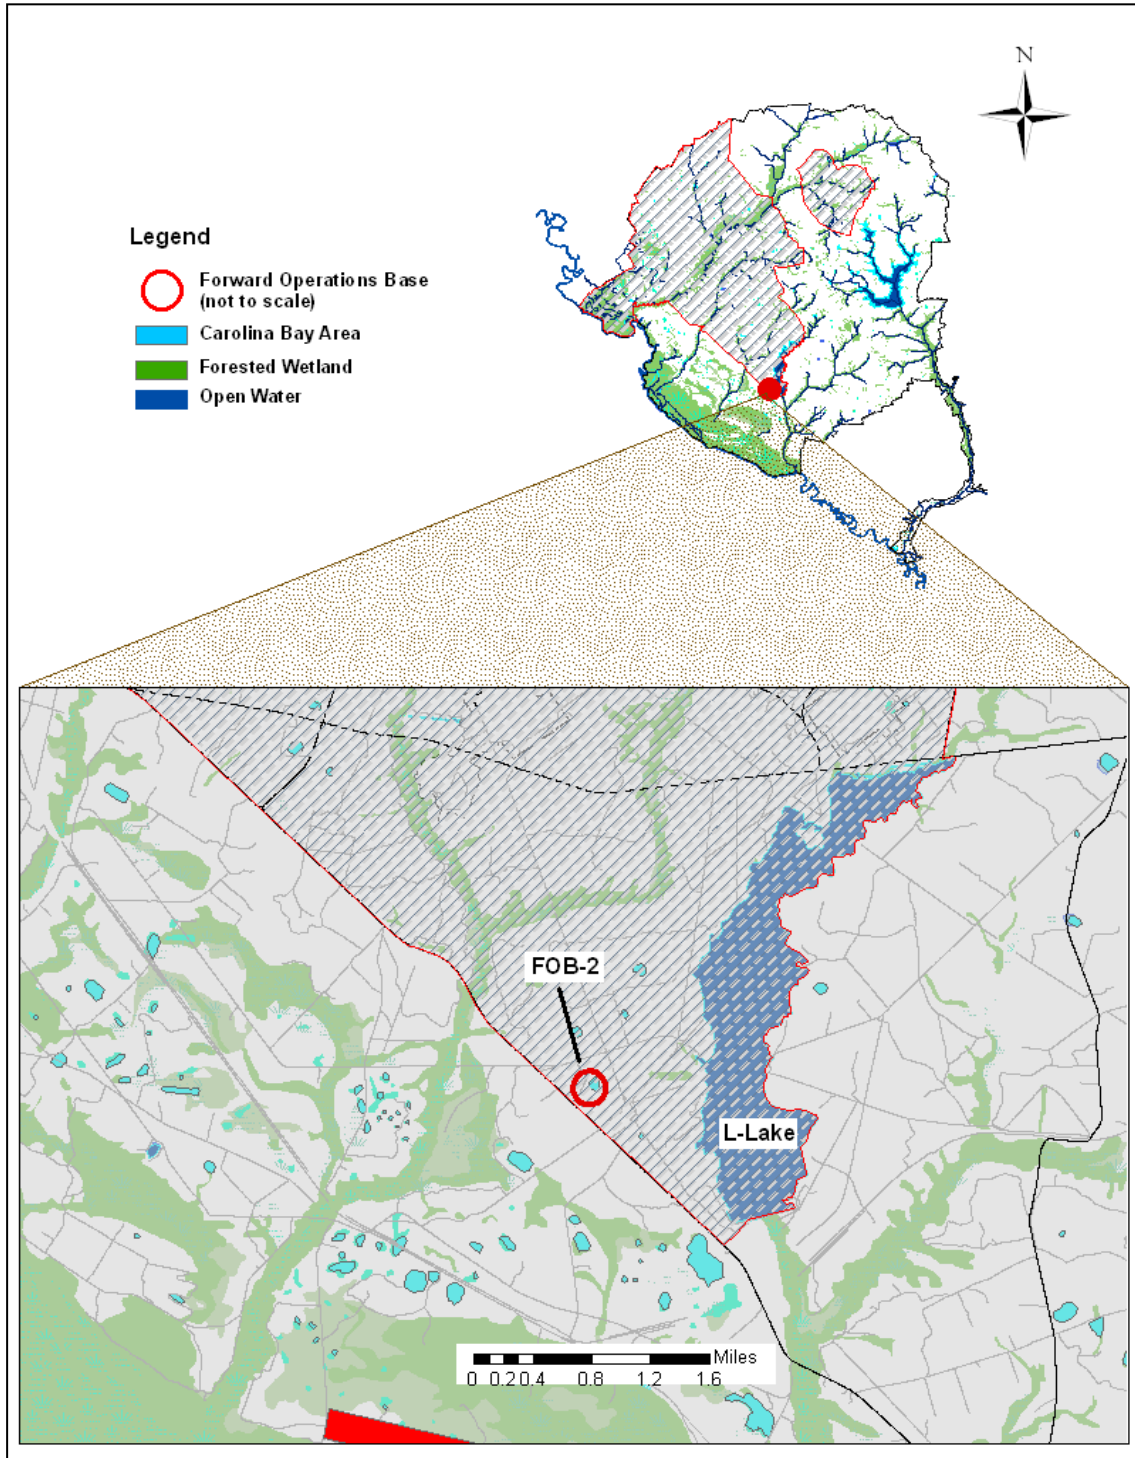 N
Legend
Forward Operations Base
(not to scale)
Carolina Bay Area
Forested Wetland
Open Water
FOB-2
L-Lake
Miles
0 0.2 0.4 0.8 1.2 1.6